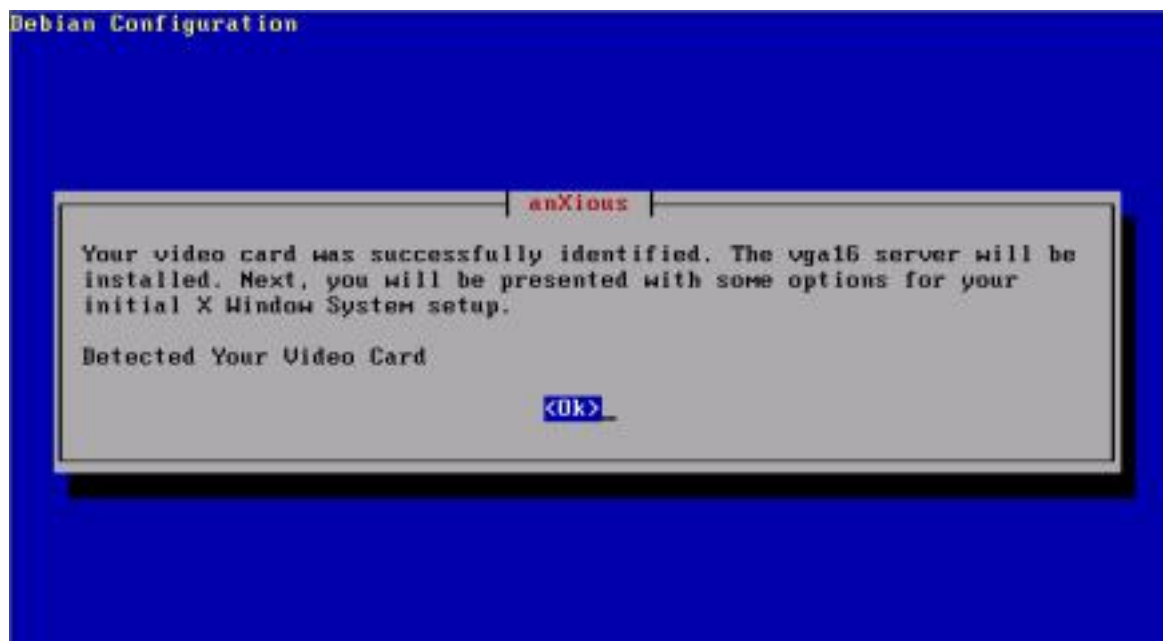 Debian Configuration
anXious
Your video card was successfully identified. The vga16 server will be
installed. Next, you will be presented with some options for your
initial X Window System setup.
Detected Your Video Card
<Ok>